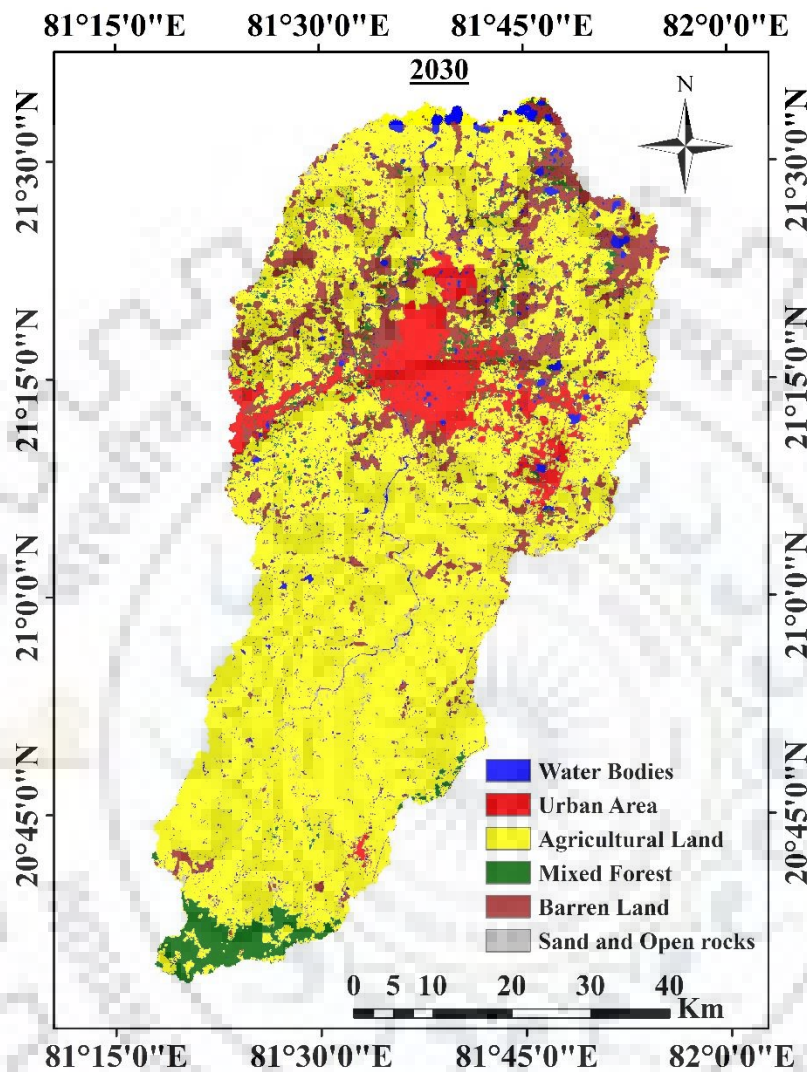 81°15'0"E 81°30'0"E 81°45'0"E 82°0'0"E
2030
N
21°30'0"N 21°30'0"N
21°15'0"N 21°15'0"N
21°0'0"N 21°0'0"N
20°45'0"N 20°45'0"N
Water Bodies
Urban Area
Agricultural Land
Mixed Forest
Barren Land
Sand and Open rocks
0 5 10 20 30 40
Km
81°15'0"E 81°30'0"E 81°45'0"E 82°0'0"E